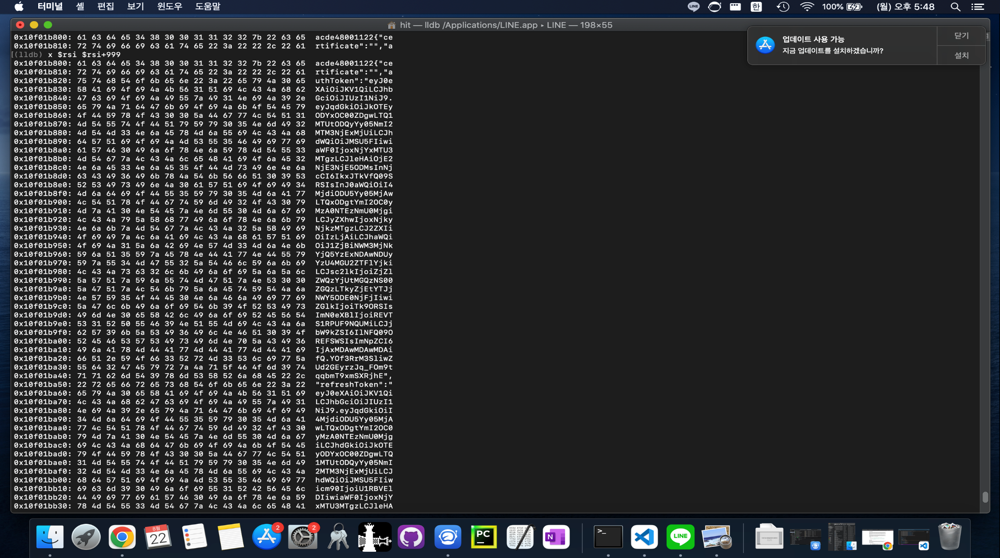 터미널 셸 편집 보기 윈도우 도움말
LINE 한 100% (월) 오후 5:48
hit — lldb /Applications/LINE.app ▸ LINE — 198×55
업데이트 사용 가능
지금 업데이트를 설치하겠습니까?
닫기
설치
0x10f01b800: 61 63 64 65 34 38 30 30 31 31 32 32 7b 22 63 65  acde48001122{"ce
0x10f01b810: 72 74 69 66 69 63 61 74 65 22 3a 22 22 2c 22 61  rtificate":"","a
[(lldb) x $rsi $rsi+999
0x10f01b800: 61 63 64 65 34 38 30 30 31 31 32 32 7b 22 63 65  acde48001122{"ce
0x10f01b810: 72 74 69 66 69 63 61 74 65 22 3a 22 22 2c 22 61  rtificate":"","a
0x10f01b820: 75 74 68 54 6f 6b 65 6e 22 3a 22 65 79 4a 30 65  uthToken":"eyJ0e
0x10f01b830: 58 41 69 4f 69 4a 4b 56 31 51 69 4c 43 4a 68 62  XAiOiJKV1QiLCJhb
0x10f01b840: 47 63 69 4f 69 4a 49 55 7a 49 31 4e 69 4a 39 2e  GciOiJIUzI1NiJ9.
0x10f01b850: 65 79 4a 71 64 47 6b 69 4f 69 4a 6b 4f 54 45 79  eyJqdGkiOiJkOTEy
0x10f01b860: 4f 44 59 78 4f 43 30 30 5a 44 67 77 4c 54 51 31  ODYxOC00ZDgwLTQ1
0x10f01b870: 4d 54 55 74 4f 44 51 79 59 79 30 35 4e 6d 49 32  MTUtODQyYy05NmI2
0x10f01b880: 4d 54 4d 33 4e 6a 45 78 4d 6a 55 69 4c 43 4a 68  MTM3NjExMjUiLCJh
0x10f01b890: 64 57 51 69 4f 69 4a 4d 53 55 35 46 49 69 77 69  dWQiOiJMSU5FIiwi
0x10f01b8a0: 61 57 46 30 49 6a 6f 78 4e 6a 59 78 4d 54 55 33  aWF0IjoxNjYxMTU3
0x10f01b8b0: 4d 54 67 7a 4c 43 4a 6c 65 48 41 69 4f 6a 45 32  MTgzLCJleHAiOjE2
0x10f01b8c0: 4e 6a 45 33 4e 6a 45 35 4f 44 4d 73 49 6e 4e 6a  NjE3NjE5ODMsInNj
0x10f01b8d0: 63 43 49 36 49 6b 78 4a 54 6b 56 66 51 30 39 53  cCI6IkxJTkVfQ09S
0x10f01b8e0: 52 53 49 73 49 6e 4a 30 61 57 51 69 4f 69 49 34  RSIsInJ0aWQiOiI4
0x10f01b8f0: 4d 6a 64 69 4f 44 55 35 59 79 30 35 4d 6a 41 77  MjdiODU5Yy05MjAw
0x10f01b900: 4c 54 51 78 4f 44 67 74 59 6d 49 32 4f 43 30 79  LTQxODgtYmI2OC0y
0x10f01b910: 4d 7a 41 30 4e 54 45 7a 4e 6d 55 30 4d 6a 67 69  MzA0NTEzNmU0Mjgi
0x10f01b920: 4c 43 4a 79 5a 58 68 77 49 6a 6f 78 4e 6a 6b 79  LCJyZXhwIjoxNjky
0x10f01b930: 4e 6a 6b 7a 4d 54 67 7a 4c 43 4a 32 5a 58 49 69  NjkzMTgzLCJ2ZXIi
0x10f01b940: 4f 69 49 7a 4c 6a 41 69 4c 43 4a 68 61 57 51 69  OiIzLjAiLCJhaWQi
0x10f01b950: 4f 69 4a 31 5a 6a 42 69 4e 57 4d 33 4d 6a 4e 6b  OiJ1ZjBiNWM3MjNk
0x10f01b960: 59 6a 51 35 59 7a 45 78 4e 44 41 77 4e 44 55 79  YjQ5YzExNDAwNDUy
0x10f01b970: 59 7a 55 34 4d 47 55 32 5a 54 46 6c 59 6a 6b 69  YzU4MGU2ZTFlYjki
0x10f01b980: 4c 43 4a 73 63 32 6c 6b 49 6a 6f 69 5a 6a 5a 6c  LCJsc2lkIjoiZjZl
0x10f01b990: 5a 57 51 7a 59 6a 55 74 4d 47 51 7a 4e 53 30 30  ZWQzYjUtMGQzNS00
0x10f01b9a0: 5a 47 51 7a 4c 54 6b 79 5a 6a 45 74 59 54 4a 6a  ZGQzLTkyZjEtYTJj
0x10f01b9b0: 4e 57 59 35 4f 44 45 30 4e 6a 46 6a 49 69 77 69  NWY5ODE0NjFjIiwi
0x10f01b9c0: 5a 47 6c 6b 49 6a 6f 69 54 6b 39 4f 52 53 49 73  ZGlkIjoiTk9ORSIs
0x10f01b9d0: 49 6d 4e 30 65 58 42 6c 49 6a 6f 69 52 45 56 54  ImN0eXBlIjoiREVT
0x10f01b9e0: 53 31 52 50 55 46 39 4e 51 55 4d 69 4c 43 4a 6a  S1RPUF9NQUMiLCJj
0x10f01b9f0: 62 57 39 6b 5a 53 49 36 49 6c 4e 46 51 30 39 4f  bW9kZSI6IlNFQ09O
0x10f01ba00: 52 45 46 53 57 53 49 73 49 6d 4e 70 5a 43 49 36  REFSWSIsImNpZCI6
0x10f01ba10: 49 6a 41 78 4d 44 41 77 4d 44 41 77 4d 44 41 69  IjAxMDAwMDAwMDAi
0x10f01ba20: 66 51 2e 59 4f 66 33 52 72 4d 33 53 6c 69 77 5a  fQ.YOf3RrM3SliwZ
0x10f01ba30: 55 64 32 47 45 79 72 7a 4a 71 5f 46 4f 6d 39 74  Ud2GEyrzJq_FOm9t
0x10f01ba40: 71 71 62 6d 54 39 78 6d 53 58 52 6a 68 45 22 2c  qqbmT9xmSXRjhE",
0x10f01ba50: 22 72 65 66 72 65 73 68 54 6f 6b 65 6e 22 3a 22  "refreshToken":"
0x10f01ba60: 65 79 4a 30 65 58 41 69 4f 69 4a 4b 56 31 51 69  eyJ0eXAiOiJKV1Qi
0x10f01ba70: 4c 43 4a 68 62 47 63 69 4f 69 4a 49 55 7a 49 31  LCJhbGciOiJIUzI1
0x10f01ba80: 4e 69 4a 39 2e 65 79 4a 71 64 47 6b 69 4f 69 49  NiJ9.eyJqdGkiOiI
0x10f01ba90: 34 4d 6a 64 69 4f 44 55 35 59 79 30 35 4d 6a 41  4MjdiODU5Yy05MjA
0x10f01baa0: 77 4c 54 51 78 4f 44 67 74 59 6d 49 32 4f 43 30  wLTQxODgtYmI2OC0
0x10f01bab0: 79 4d 7a 41 30 4e 54 45 7a 4e 6d 55 30 4d 6a 67  yMzA0NTEzNmU0Mjg
0x10f01bac0: 69 4c 43 4a 68 64 47 6b 69 4f 69 4a 6b 4f 54 45  iLCJhdGkiOiJkOTE
0x10f01bad0: 79 4f 44 59 78 4f 43 30 30 5a 44 67 77 4c 54 51  yODYxOC00ZDgwLTQ
0x10f01bae0: 31 4d 54 55 74 4f 44 51 79 59 79 30 35 4e 6d 49  1MTUtODQyYy05NmI
0x10f01baf0: 32 4d 54 4d 33 4e 6a 45 78 4d 6a 55 69 4c 43 4a  2MTM3NjExMjUiLCJ
0x10f01bb00: 68 64 57 51 69 4f 69 4a 4d 53 55 35 46 49 69 77  hdWQiOiJMSU5FIiw
0x10f01bb10: 69 63 6d 39 30 49 6a 6f 69 55 31 52 42 56 45 6c  icm90IjoiU1RBVEl
0x10f01bb20: 44 49 69 77 69 61 57 46 30 49 6a 6f 78 4e 6a 59  DIiwiaWF0IjoxNjY
0x10f01bb30: 78 4d 54 55 33 4d 54 67 7a 4c 43 4a 6c 65 48 41  xMTU3MTgzLCJleHA
8월
22
2
2
PC
N
LINE